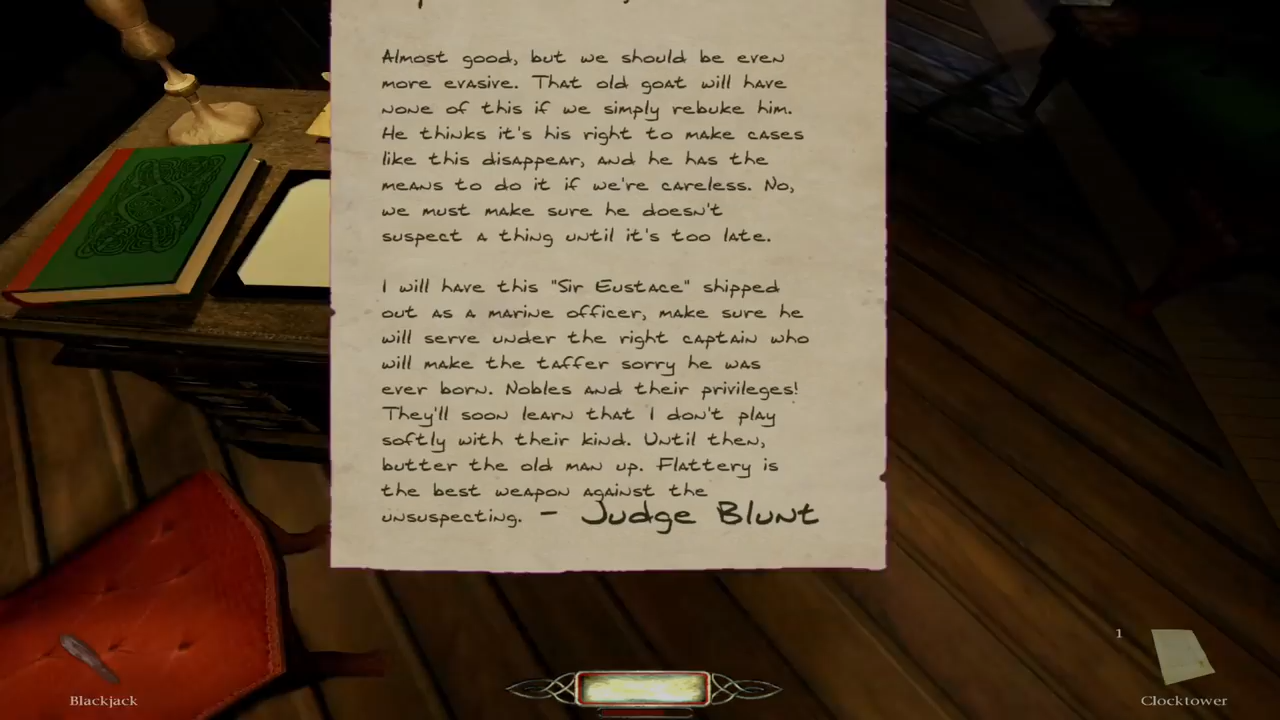 Almost good, but we should be even
more evasive. That old goat will have
none of this if we simply rebuke him.
He thinks it's his right to make cases
like this disappear, and he has the
means to do it if we're careless. No,
we must make sure he doesn't
suspect a thing until it's too late.
I will have this "Sir Eustace" shipped
out as a marine officer, make sure he
will serve under the right captain who
will make the taffer sorry he was
ever born. Nobles and their privileges!
They'll soon learn that I don't play
softly with their kind. Until then,
butter the old man up. Flattery is
the best weapon against the
unsuspecting. - Judge Blunt
1
Blackjack
Clocktower